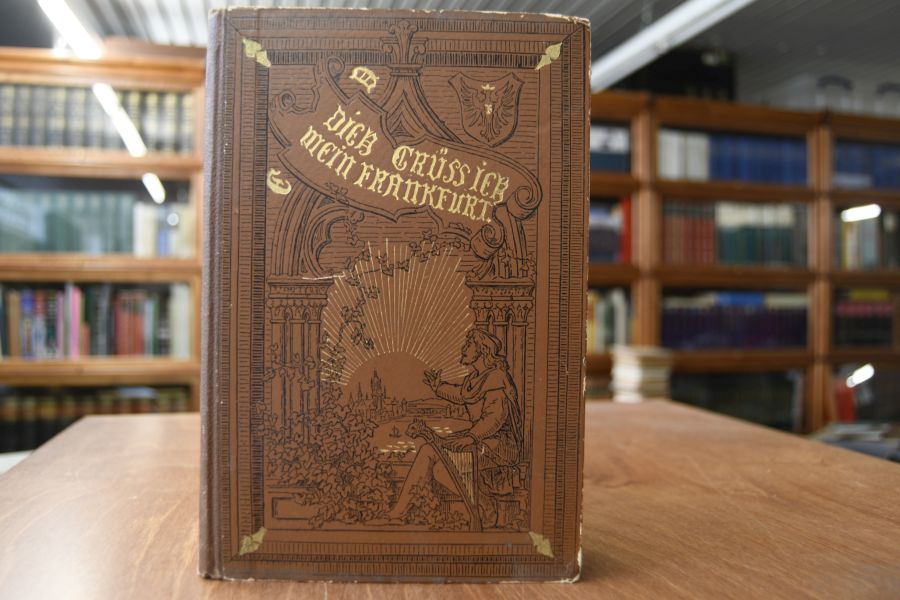 DICH GRÜSS ICH
MEIN FRANKFURT.